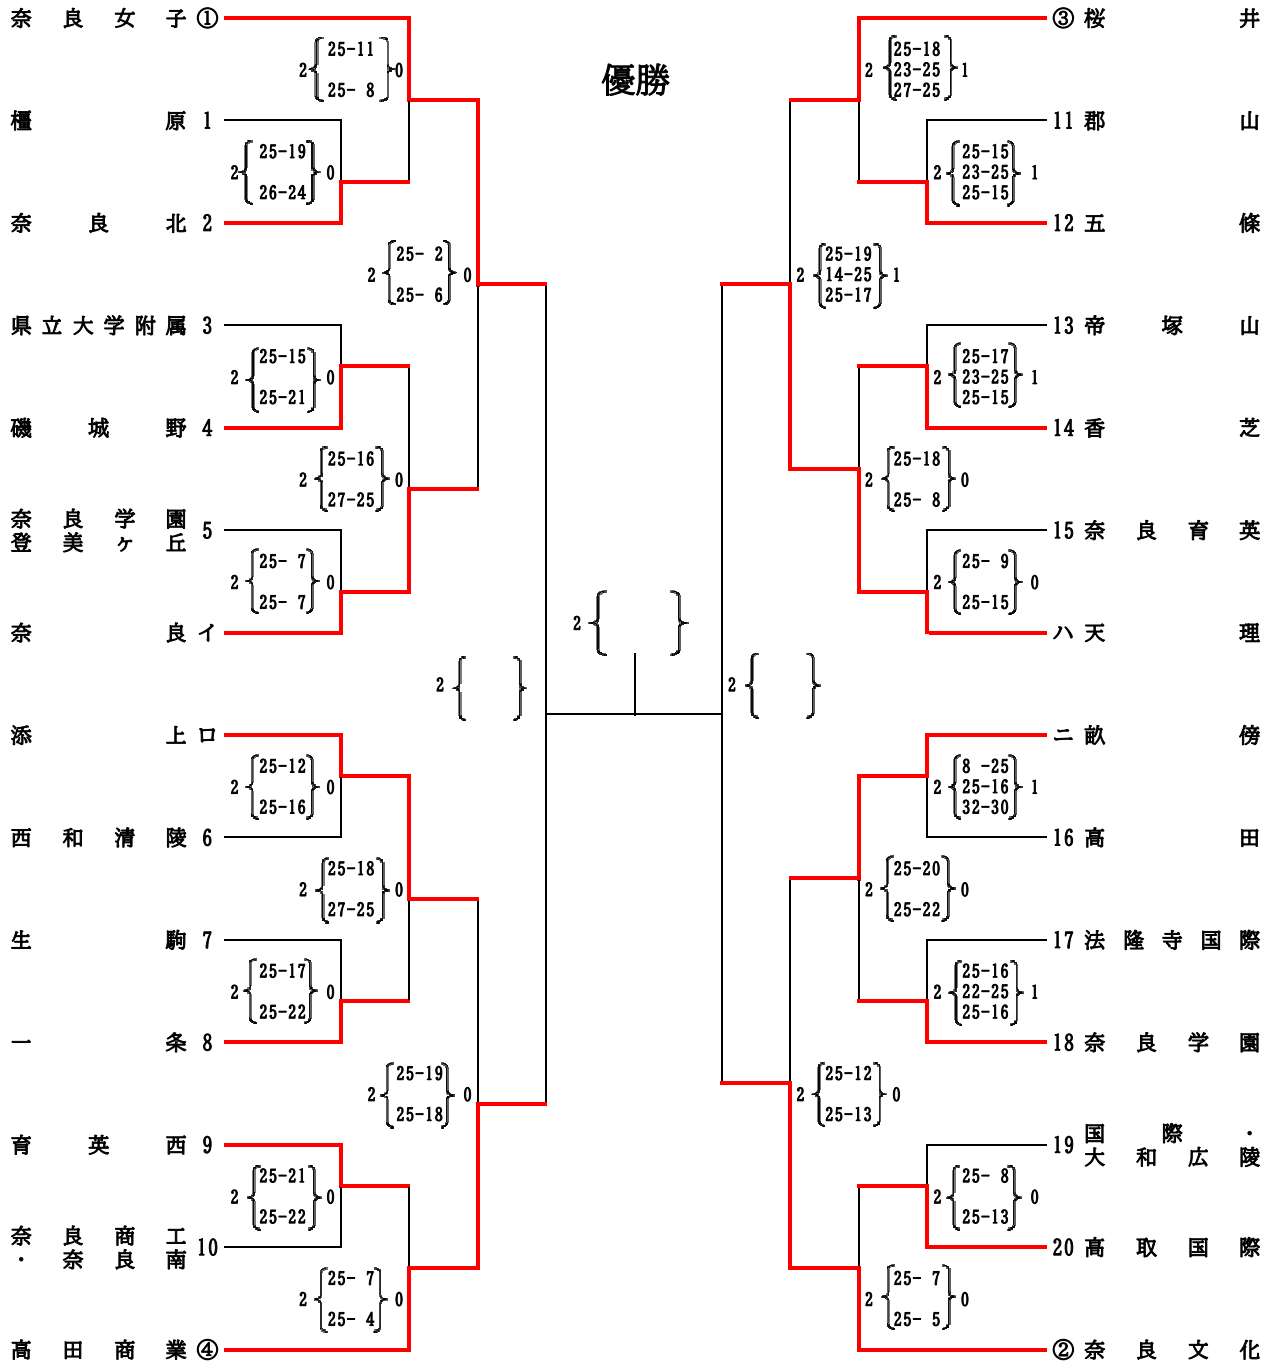 優勝
奈良女子 ①
2 25-11 0
25- 8
橿原 1
2 25-19 0
26-24
奈良北 2
2 25- 2 0
25- 6
県立大学附属 3
2 25-15 0
25-21
磯城野 4
2 25-16 0
27-25
奈良学園
登美ヶ丘 5
2 25- 7 0
25- 7
奈良 イ
2
添上 ロ
2 25-12 0
25-16
西和清陵 6
2 25-18 0
27-25
生駒 7
2 25-17 0
25-22
一条 8
2 25-19 0
25-18
育英西 9
2 25-21 0
25-22
奈良商工
・奈良南 10
2 25- 7 0
25- 4
高田商業 ④
2
③ 桜井
2 25-18 1
23-25
27-25
11 郡山
2 25-15 1
23-25
25-15
12 五條
2 25-19 1
14-25
25-17
13 帝塚山
2 25-17 1
23-25
25-15
14 香芝
2 25-18 0
25- 8
15 奈良育英
2 25- 9 0
25-15
ハ 天理
2
ニ 畝傍
2 8 -25 1
25-16
32-30
16 高田
2 25-20 0
25-22
17 法隆寺国際
2 25-16 1
22-25
25-16
18 奈良学園
2 25-12 0
25-13
19 国際・
大和広陵
2 25- 8 0
25-13
20 高取国際
2 25- 7 0
25- 5
② 奈良文化